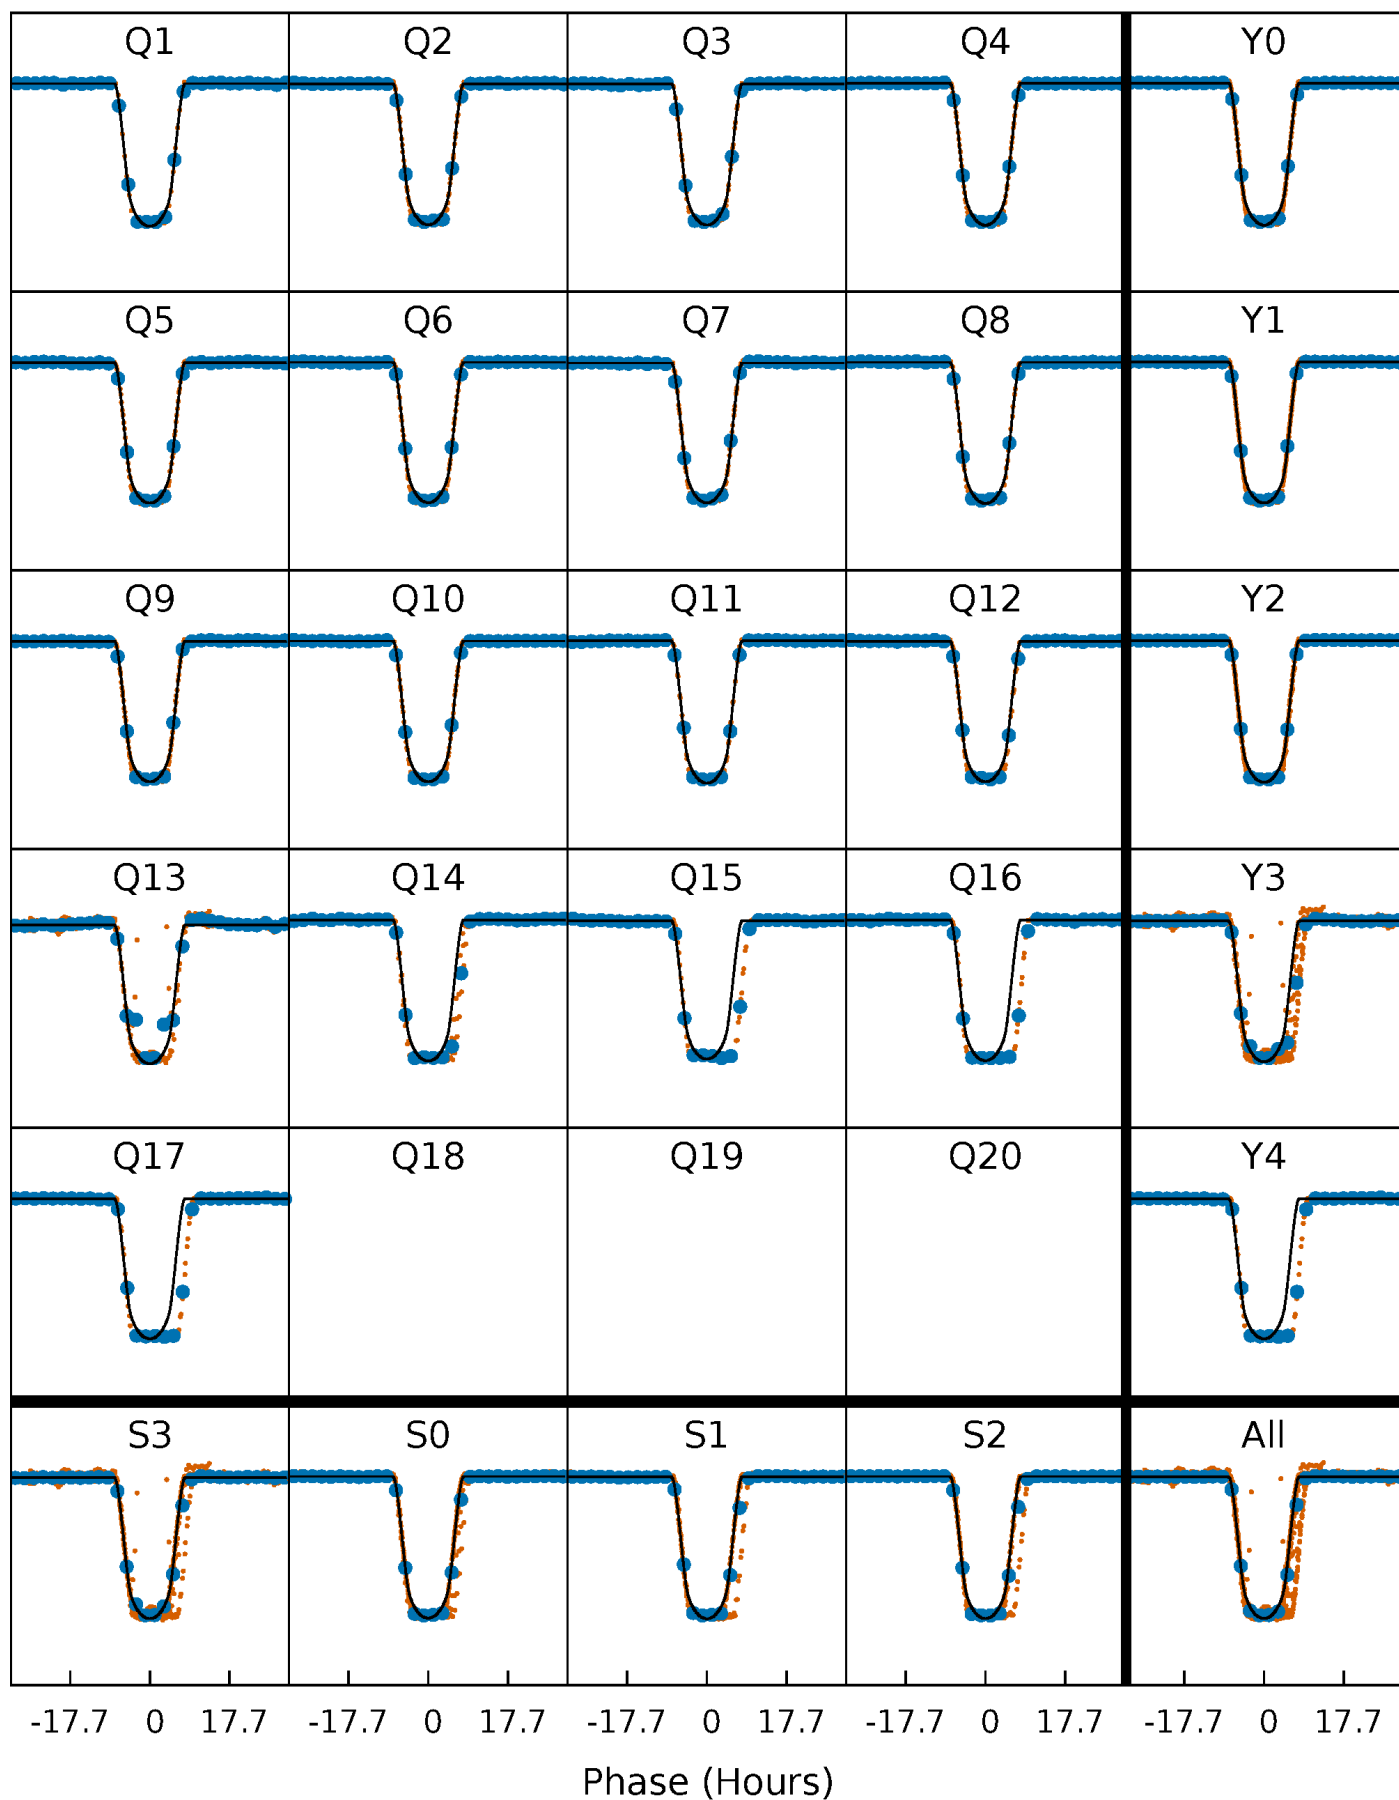 Q1 Q2 Q3 Q4 Y0
Q5 Q6 Q7 Q8 Y1
Q9 Q10 Q11 Q12 Y2
Q13 Q14 Q15 Q16 Y3
Q17 Q18 Q19 Q20 Y4
S3 S0 S1 S2 All
-17.7 0 17.7 -17.7 0 17.7 -17.7 0 17.7 -17.7 0 17.7 -17.7 0 17.7
Phase (Hours)